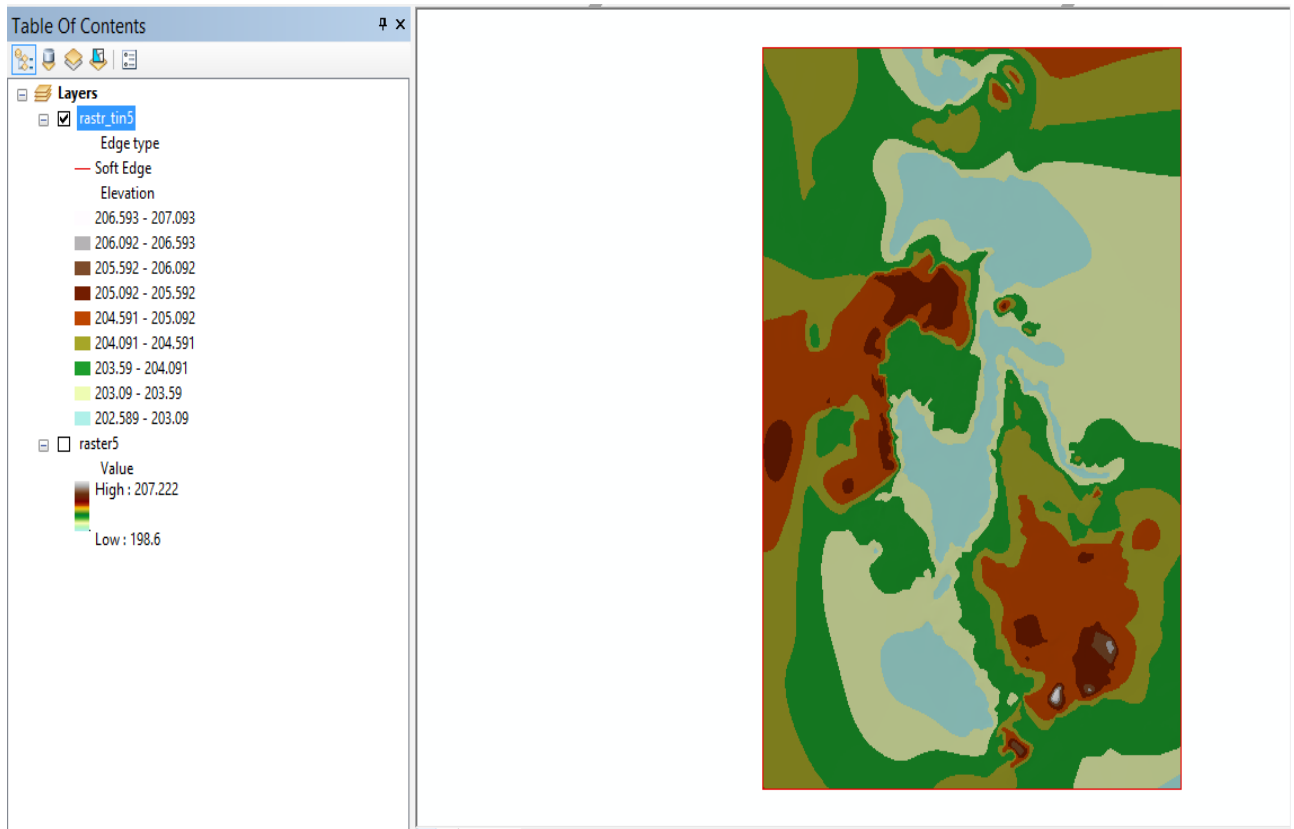 Table Of Contents
Layers
rastr_tin5
Edge type
Soft Edge
Elevation
206.593 - 207.093
206.092 - 206.593
205.592 - 206.092
205.092 - 205.592
204.591 - 205.092
204.091 - 204.591
203.59 - 204.091
203.09 - 203.59
202.589 - 203.09
raster5
Value
High : 207.222
Low : 198.6